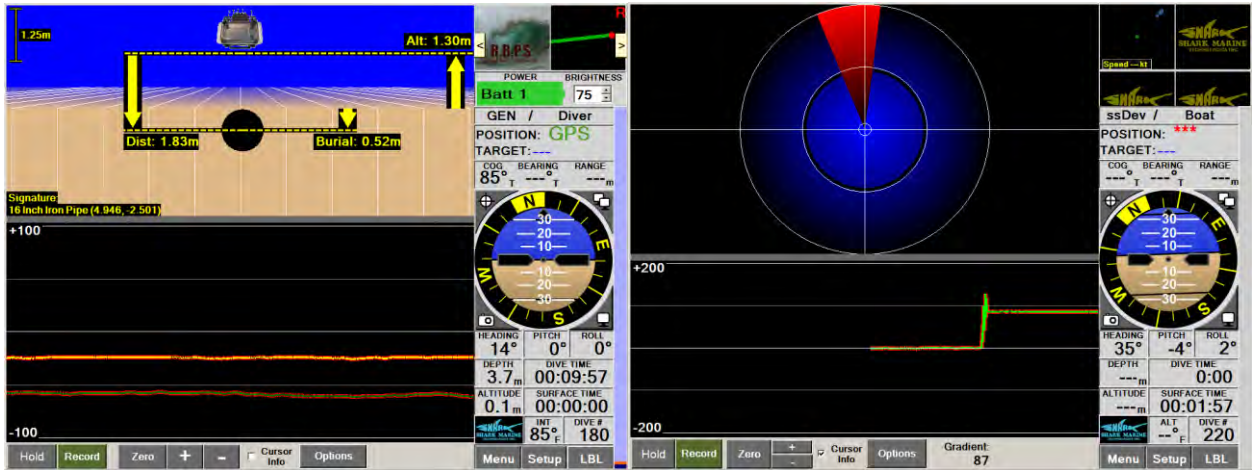 1.25m
Alt: 1.30m
Dist: 1.83m
Burial: 0.52m
Signature:
16 Inch Iron Pipe (4.946, -2.501)
+100
-100
Hold
Record
Zero
+
-
Cursor
Info
Options
<
R.B.P.S
R
>
POWER
BRIGHTNESS
Batt 1
75
GEN / Diver
POSITION: GPS
TARGET: ---
COG BEARING RANGE
85° T ---° T ---m
N
E
S
W
30
20
10
10
20
30
HEADING PITCH ROLL
14° 0° 0°
DEPTH DIVE TIME
3.7m 00:09:57
ALTITUDE SURFACE TIME
0.1m 00:00:00
SHARK MARINE
INT DIVE #
85°F 180
Menu Setup LBL
+200
-200
Hold
Record
Zero
+
-
Cursor
Info
Options
Gradient:
87
Speed ---kt
SHARK MARINE
ssDev / Boat
POSITION: ***
TARGET: ---
COG BEARING RANGE
---° T ---° T ---m
N
E
S
W
30
20
10
10
20
30
HEADING PITCH ROLL
35° -4° 2°
DEPTH DIVE TIME
---m 0:00
ALTITUDE SURFACE TIME
---m 00:01:57
SHARK MARINE
ALT DIVE #
--°F 220
Menu Setup LBL